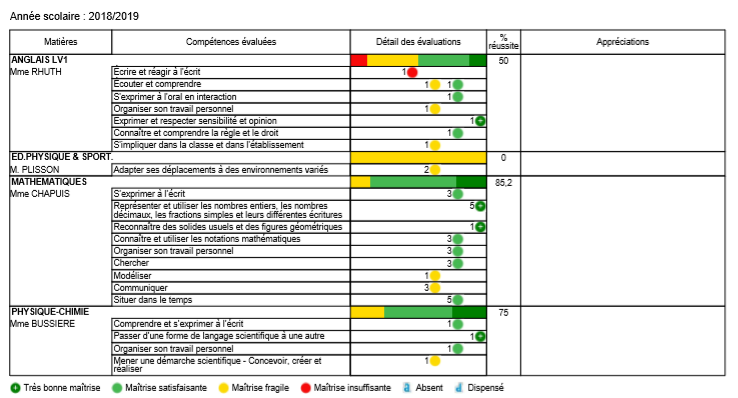 Année scolaire : 2018/2019
Matières Compétences évaluées Détail des évaluations % réussite Appréciations
ANGLAIS LV1 50
Mme RHUTH Écrire et réagir à l'écrit 1
Écouter et comprendre 1 1
S'exprimer à l'oral en interaction 1
Organiser son travail personnel 1
Exprimer et respecter sensibilité et opinion 1
Connaître et comprendre la règle et le droit 1
S'impliquer dans la classe et dans l'établissement 1
ED.PHYSIQUE & SPORT. 0
M. PLISSON Adapter ses déplacements à des environnements variés 2
MATHEMATIQUES 85,2
Mme CHAPUIS S'exprimer à l'écrit 3
Représenter et utiliser les nombres entiers, les nombres 5
décimaux, les fractions simples et leurs différentes écritures
Reconnaître des solides usuels et des figures géométriques 1
Connaître et utiliser les notations mathématiques 3
Organiser son travail personnel 3
Chercher 3
Modéliser 1
Communiquer 3
Situer dans le temps 5
PHYSIQUE-CHIMIE 75
Mme BUSSIERE Comprendre et s'exprimer à l'écrit 1
Passer d'une forme de langage scientifique à une autre 1
Organiser son travail personnel 1
Mener une démarche scientifique - Concevoir, créer et 1
réaliser
Très bonne maîtrise Maîtrise satisfaisante Maîtrise fragile Maîtrise insuffisante Absent Dispensé